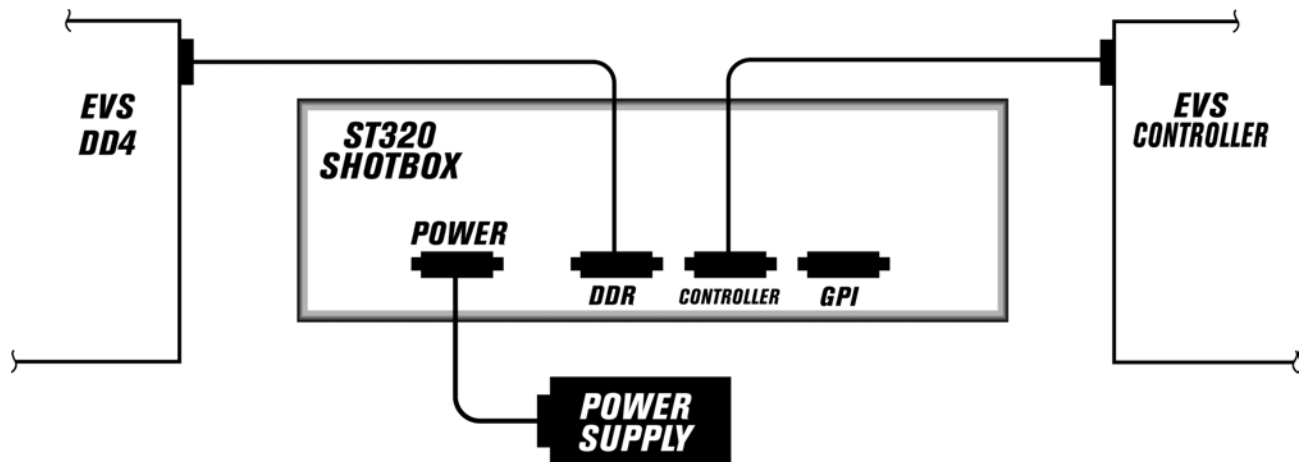 EVS
DD4
ST320
SHOTBOX
EVS
CONTROLLER
POWER
DDR
CONTROLLER
GPI
POWER
SUPPLY